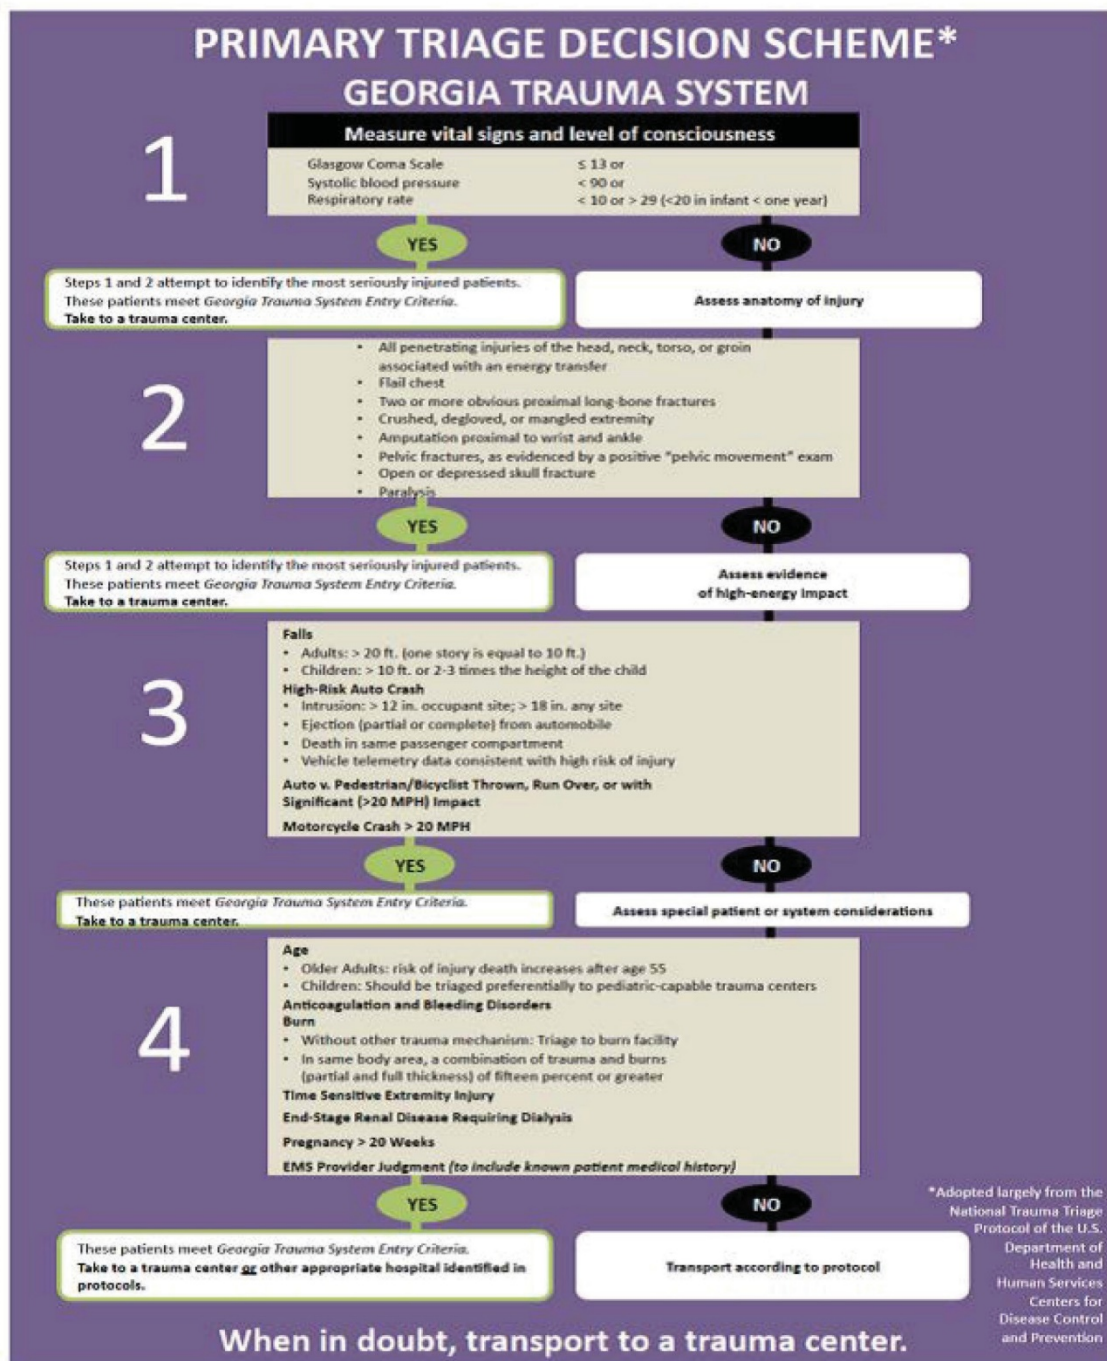 PRIMARY TRIAGE DECISION SCHEME*
GEORGIA TRAUMA SYSTEM
1
Measure vital signs and level of consciousness
Glasgow Coma Scale ≤ 13 or
Systolic blood pressure < 90 or
Respiratory rate < 10 or > 29 (<20 in infant < one year)
YES
NO
Steps 1 and 2 attempt to identify the most seriously injured patients.
These patients meet Georgia Trauma System Entry Criteria.
Take to a trauma center.
Assess anatomy of injury
2
• All penetrating injuries of the head, neck, torso, or groin
associated with an energy transfer
• Flail chest
• Two or more obvious proximal long-bone fractures
• Crushed, degloved, or mangled extremity
• Amputation proximal to wrist and ankle
• Pelvic fractures, as evidenced by a positive "pelvic movement" exam
• Open or depressed skull fracture
• Paralysis
YES
NO
Steps 1 and 2 attempt to identify the most seriously injured patients.
These patients meet Georgia Trauma System Entry Criteria.
Take to a trauma center.
Assess evidence
of high-energy impact
3
Falls
• Adults: > 20 ft. (one story is equal to 10 ft.)
• Children: > 10 ft. or 2-3 times the height of the child
High-Risk Auto Crash
• Intrusion: > 12 in. occupant site; > 18 in. any site
• Ejection (partial or complete) from automobile
• Death in same passenger compartment
• Vehicle telemetry data consistent with high risk of injury
Auto v. Pedestrian/Bicyclist Thrown, Run Over, or with
Significant (>20 MPH) Impact
Motorcycle Crash > 20 MPH
YES
NO
These patients meet Georgia Trauma System Entry Criteria.
Take to a trauma center.
Assess special patient or system considerations
4
Age
• Older Adults: risk of injury death increases after age 55
• Children: Should be triaged preferentially to pediatric-capable trauma centers
Anticoagulation and Bleeding Disorders
Burn
• Without other trauma mechanism: Triage to burn facility
• In same body area, a combination of trauma and burns
(partial and full thickness) of fifteen percent or greater
Time Sensitive Extremity Injury
End-Stage Renal Disease Requiring Dialysis
Pregnancy > 20 Weeks
EMS Provider Judgment (to include known patient medical history)
YES
NO
These patients meet Georgia Trauma System Entry Criteria.
Take to a trauma center or other appropriate hospital identified in
protocols.
Transport according to protocol
*Adopted largely from the
National Trauma Triage
Protocol of the U.S.
Department of
Health and
Human Services
Centers for
Disease Control
and Prevention
When in doubt, transport to a trauma center.